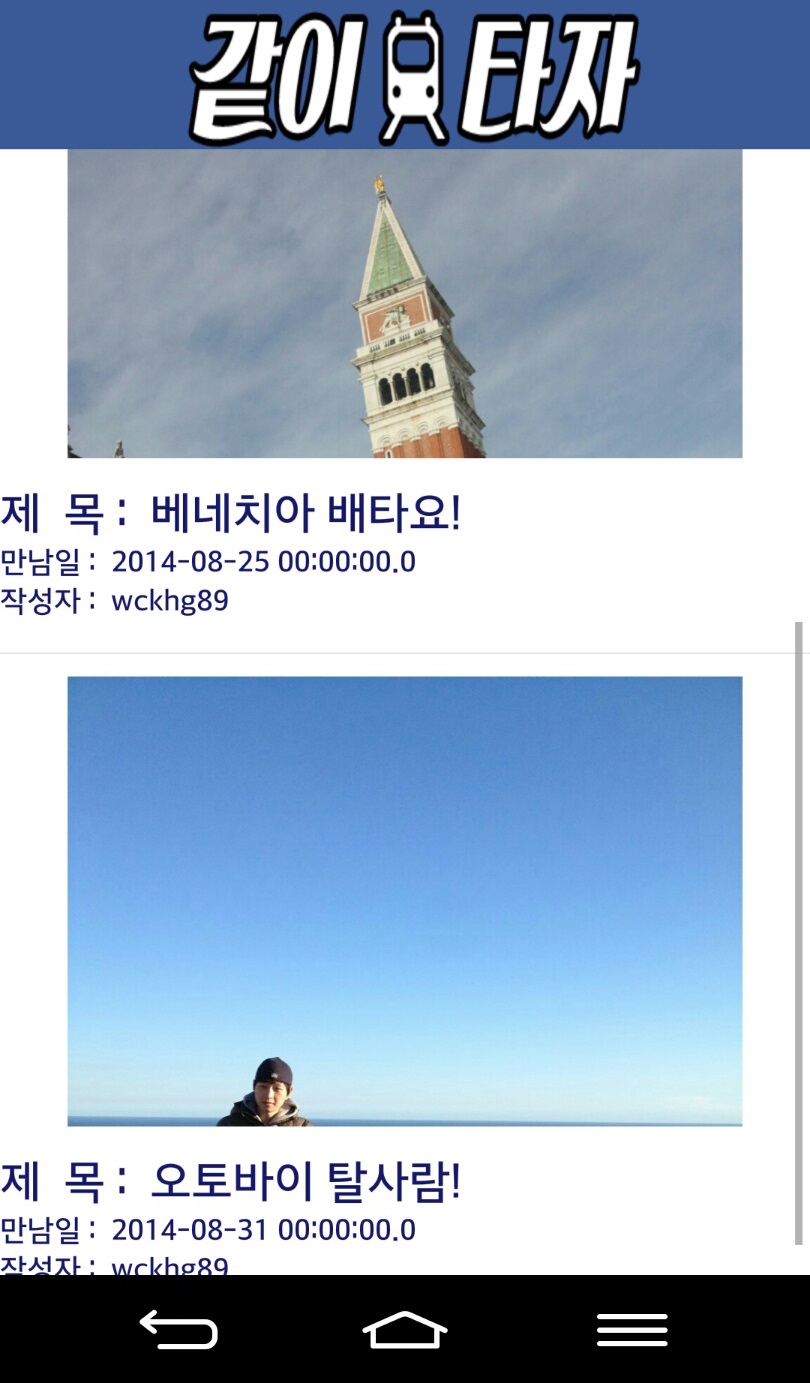 같이 타자
제 목 : 베네치아 배타요!
만남일 : 2014-08-25 00:00:00.0
작성자 : wckhg89
제 목 : 오토바이 탈사람!
만남일 : 2014-08-31 00:00:00.0
작성자 : wckhg89